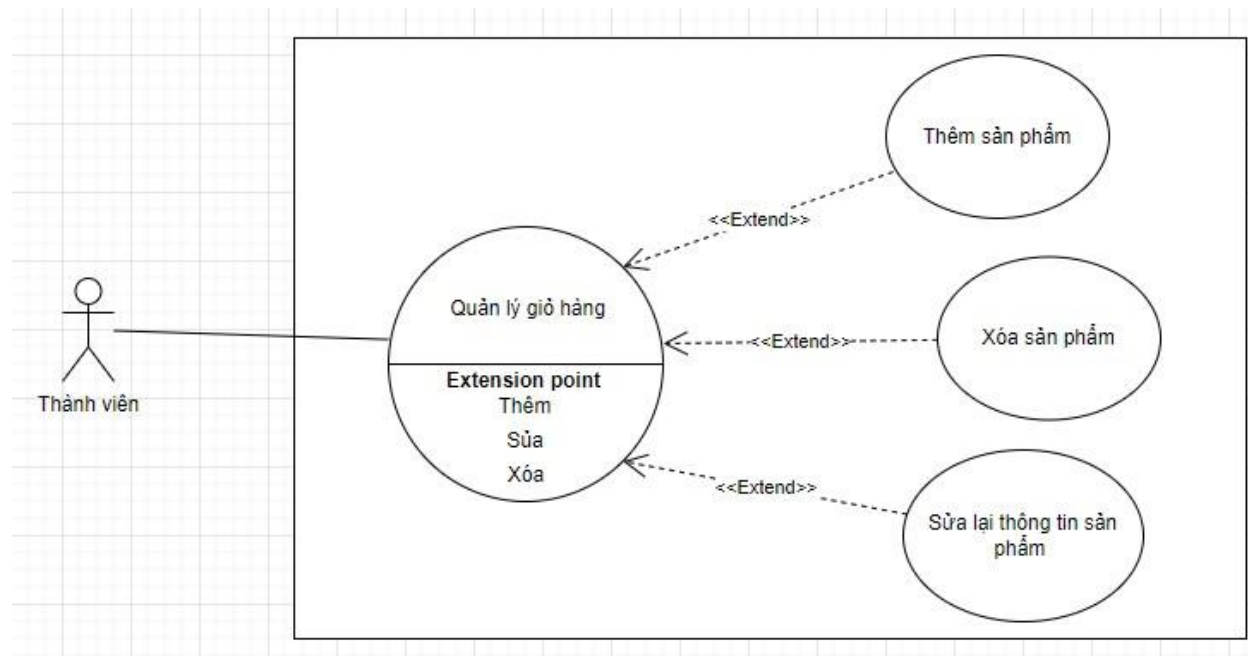 Thêm sản phẩm
<<Extend>>
Quản lý giỏ hàng
<<Extend>>
Xóa sản phẩm
Extension point
Thêm
Sủa
Xóa
Thành viên
<<Extend>>
Sửa lại thông tin sản
phẩm